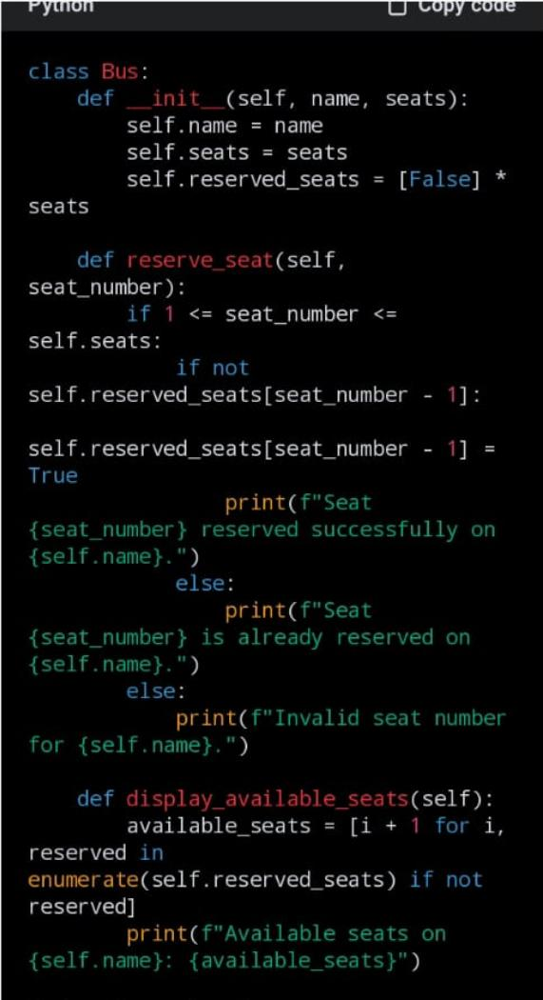 Python Copy code
class Bus:
    def __init__(self, name, seats):
        self.name = name
        self.seats = seats
        self.reserved_seats = [False] *
seats
    def reserve_seat(self,
seat_number):
        if 1 <= seat_number <=
self.seats:
            if not
self.reserved_seats[seat_number - 1]:
self.reserved_seats[seat_number - 1] =
True
                print(f"Seat
{seat_number} reserved successfully on
{self.name}.")
            else:
                print(f"Seat
{seat_number} is already reserved on
{self.name}.")
        else:
            print(f"Invalid seat number
for {self.name}.")
    def display_available_seats(self):
        available_seats = [i + 1 for i,
reserved in
enumerate(self.reserved_seats) if not
reserved]
        print(f"Available seats on
{self.name}: {available_seats}")